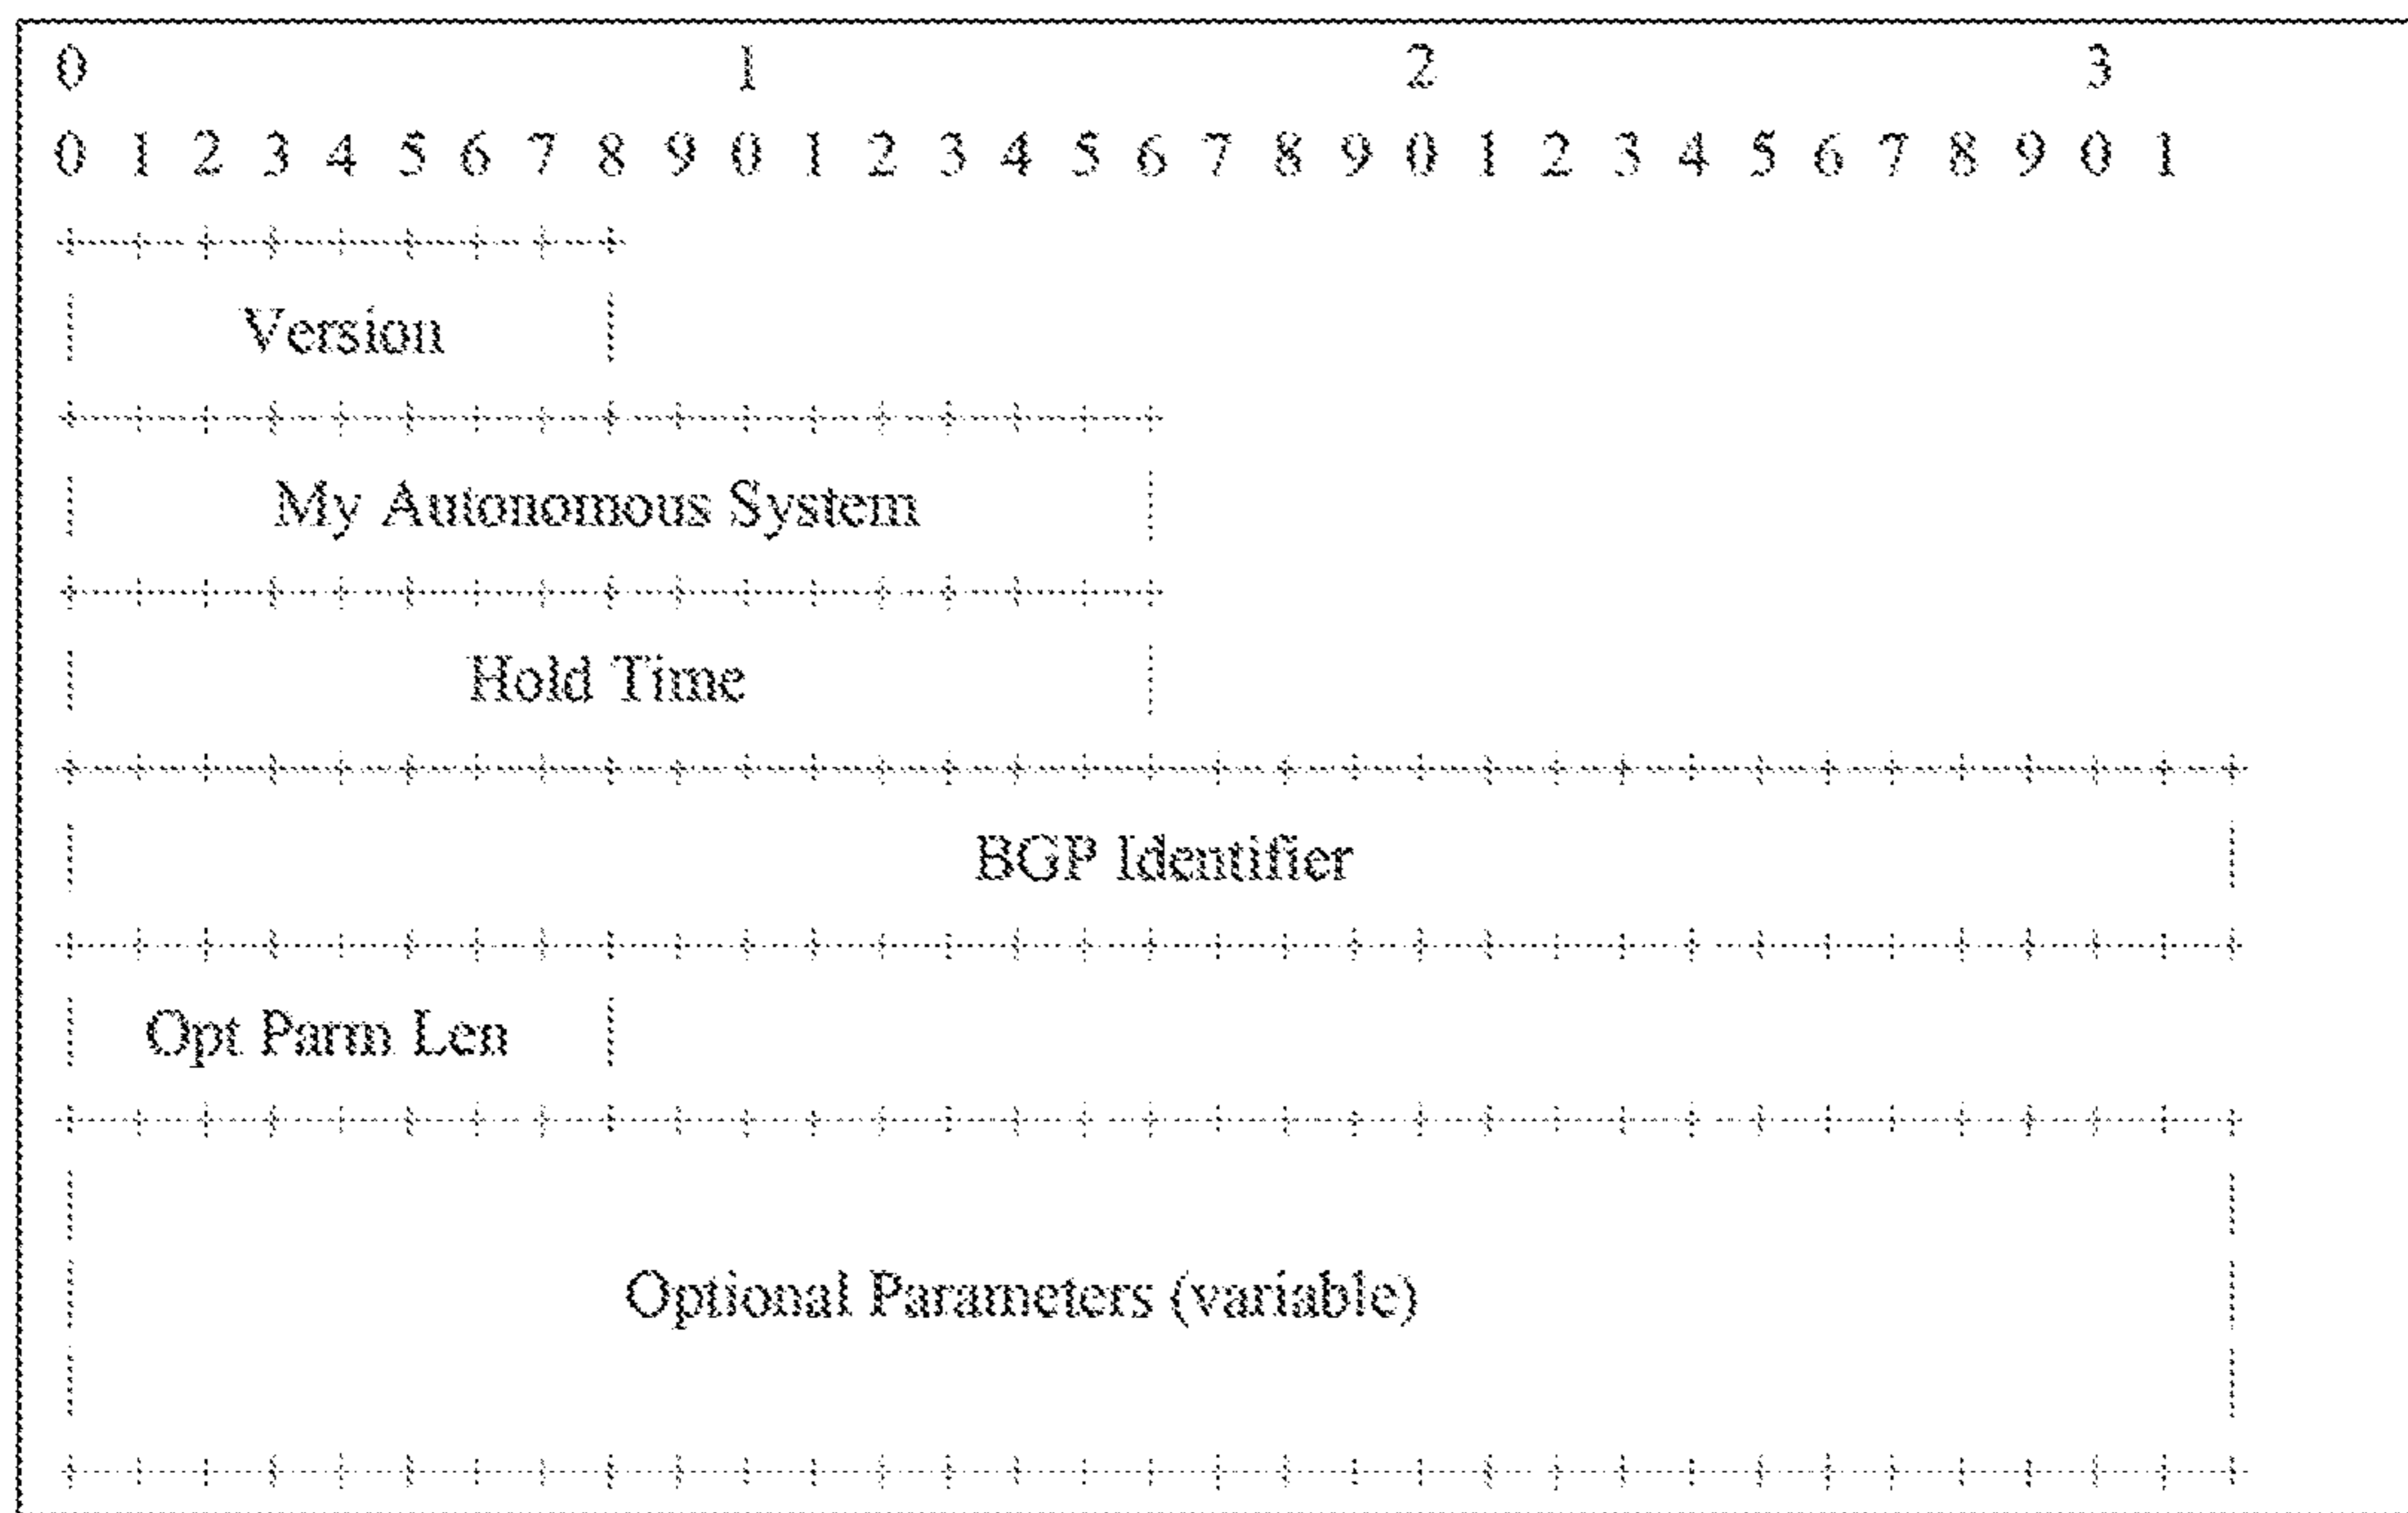 0 1 2 3
0 1 2 3 4 5 6 7 8 9 0 1 2 3 4 5 6 7 8 9 0 1 2 3 4 5 6 7 8 9 0 1
+-+-+-+-+-+-+-+-+
| Version |
+-+-+-+-+-+-+-+-+-+-+-+-+-+-+-+-+
| My Autonomous System |
+-+-+-+-+-+-+-+-+-+-+-+-+-+-+-+-+
| Hold Time |
+-+-+-+-+-+-+-+-+-+-+-+-+-+-+-+-+-+-+-+-+-+-+-+-+-+-+-+-+-+-+-+-+
| BGP Identifier |
+-+-+-+-+-+-+-+-+-+-+-+-+-+-+-+-+-+-+-+-+-+-+-+-+-+-+-+-+-+-+-+-+
| Opt Parm Len |
+-+-+-+-+-+-+-+-+-+-+-+-+-+-+-+-+-+-+-+-+-+-+-+-+-+-+-+-+-+-+-+-+
| |
| Optional Parameters (variable) |
| |
+-+-+-+-+-+-+-+-+-+-+-+-+-+-+-+-+-+-+-+-+-+-+-+-+-+-+-+-+-+-+-+-+